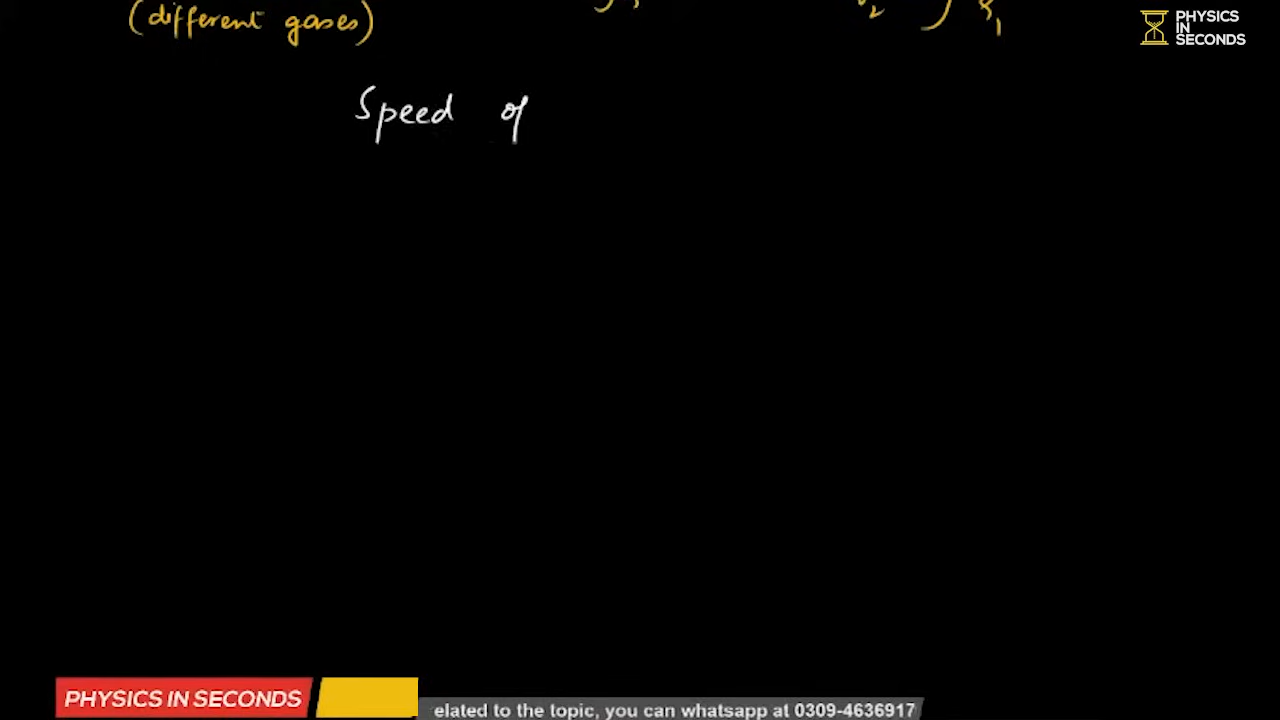 (different gases)
PHYSICS
IN
SECONDS
Speed of
PHYSICS IN SECONDS
elated to the topic, you can whatsapp at 0309-4636917